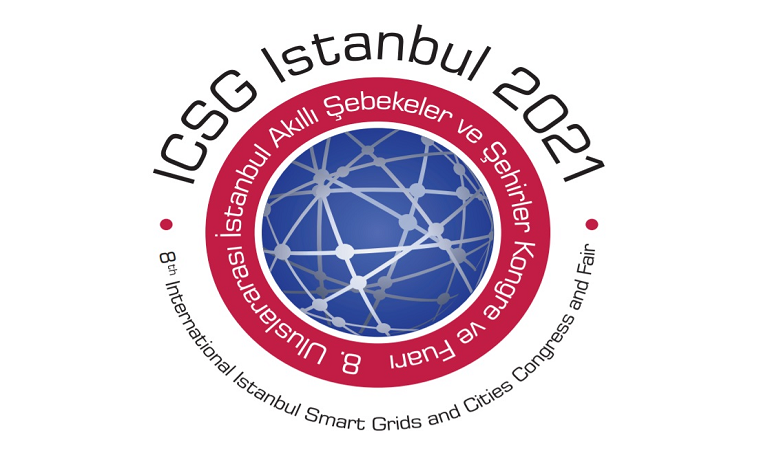 ICSG Istanbul 2021
8. Uluslararası İstanbul Akıllı Şebekeler ve Şehirler Kongre ve Fuarı
8th International Istanbul Smart Grids and Cities Congress and Fair